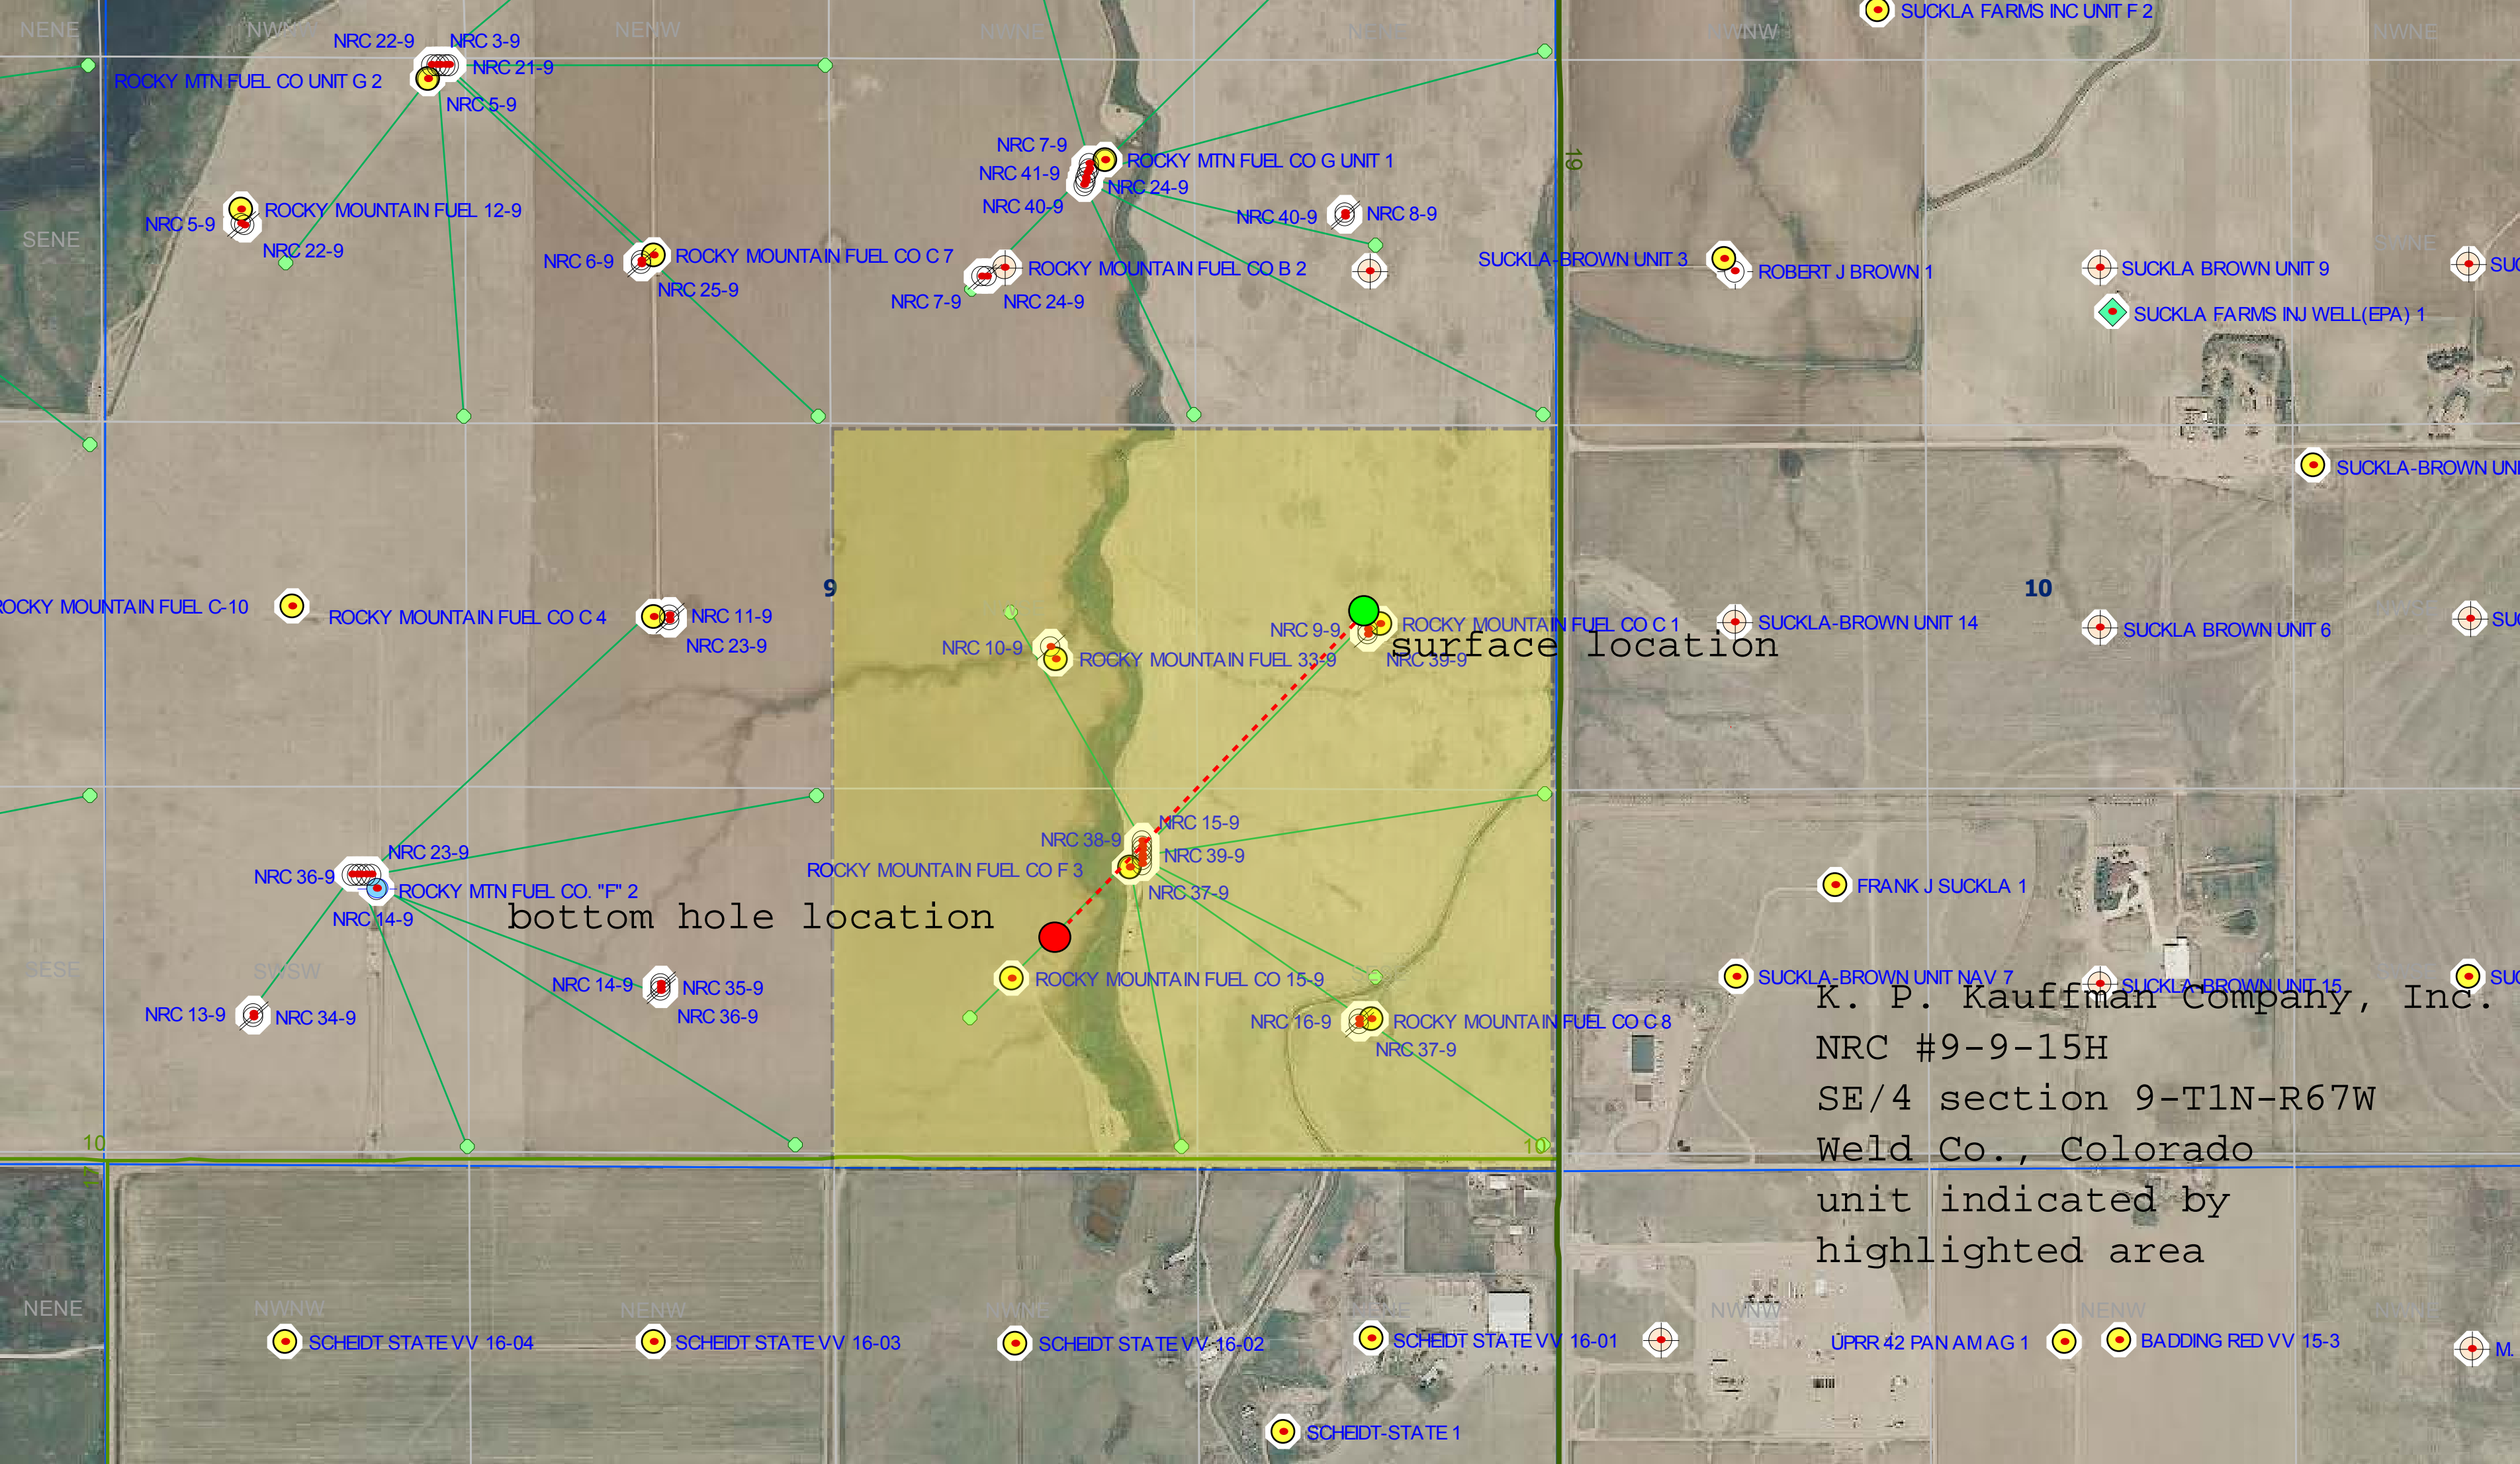 SUCKLA FARMS INC UNIT F 2
NENE
NENW
NWNE
NWNW
NWNE
NRC 22-9
NRC 3-9
NRC 21-9
ROCKY MTN FUEL CO UNIT G 2
NRC 5-9
NRC 7-9
ROCKY MTN FUEL CO G UNIT 1
NRC 41-9
NRC 24-9
NRC 40-9
19
ROCKY MOUNTAIN FUEL 12-9
NRC 5-9
NRC 22-9
SENE
NRC 40-9
NRC 8-9
NRC 6-9
ROCKY MOUNTAIN FUEL CO C 7
NRC 25-9
ROCKY MOUNTAIN FUEL CO B 2
NRC 7-9
NRC 24-9
SUCKLA-BROWN UNIT 3
ROBERT J BROWN 1
SUCKLA BROWN UNIT 9
SUC
SUCKLA FARMS INJ WELL(EPA) 1
SUCKLA-BROWN UNI
9
10
ROCKY MOUNTAIN FUEL C-10
ROCKY MOUNTAIN FUEL CO C 4
NRC 11-9
NRC 23-9
NRC 10-9
ROCKY MOUNTAIN FUEL 33-9
NRC 9-9
ROCKY MOUNTAIN FUEL CO C 1
NRC 39-9
surface location
SUCKLA-BROWN UNIT 14
SUCKLA BROWN UNIT 6
SUC
NRC 15-9
NRC 38-9
NRC 39-9
ROCKY MOUNTAIN FUEL CO F 3
NRC 37-9
NRC 23-9
NRC 36-9
ROCKY MTN FUEL CO. "F" 2
NRC 14-9
bottom hole location
FRANK J SUCKLA 1
SESE
SWSW
NRC 14-9
NRC 35-9
NRC 36-9
NRC 13-9
NRC 34-9
ROCKY MOUNTAIN FUEL CO 15-9
NRC 16-9
ROCKY MOUNTAIN FUEL CO C 8
NRC 37-9
SUCKLA-BROWN UNIT NAV 7
SUCKLA-BROWN UNIT 15
SUC
K. P. Kauffman Company, Inc.
NRC #9-9-15H
SE/4 section 9-T1N-R67W
Weld Co., Colorado
unit indicated by
highlighted area
10
17
10
NENE
NWNW
NENW
NWNE
NENE
NWNW
NENW
SCHEIDT STATE VV 16-04
SCHEIDT STATE VV 16-03
SCHEIDT STATE VV 16-02
SCHEIDT STATE VV 16-01
UPRR 42 PAN AM AG 1
BADDING RED VV 15-3
M.
SCHEIDT-STATE 1